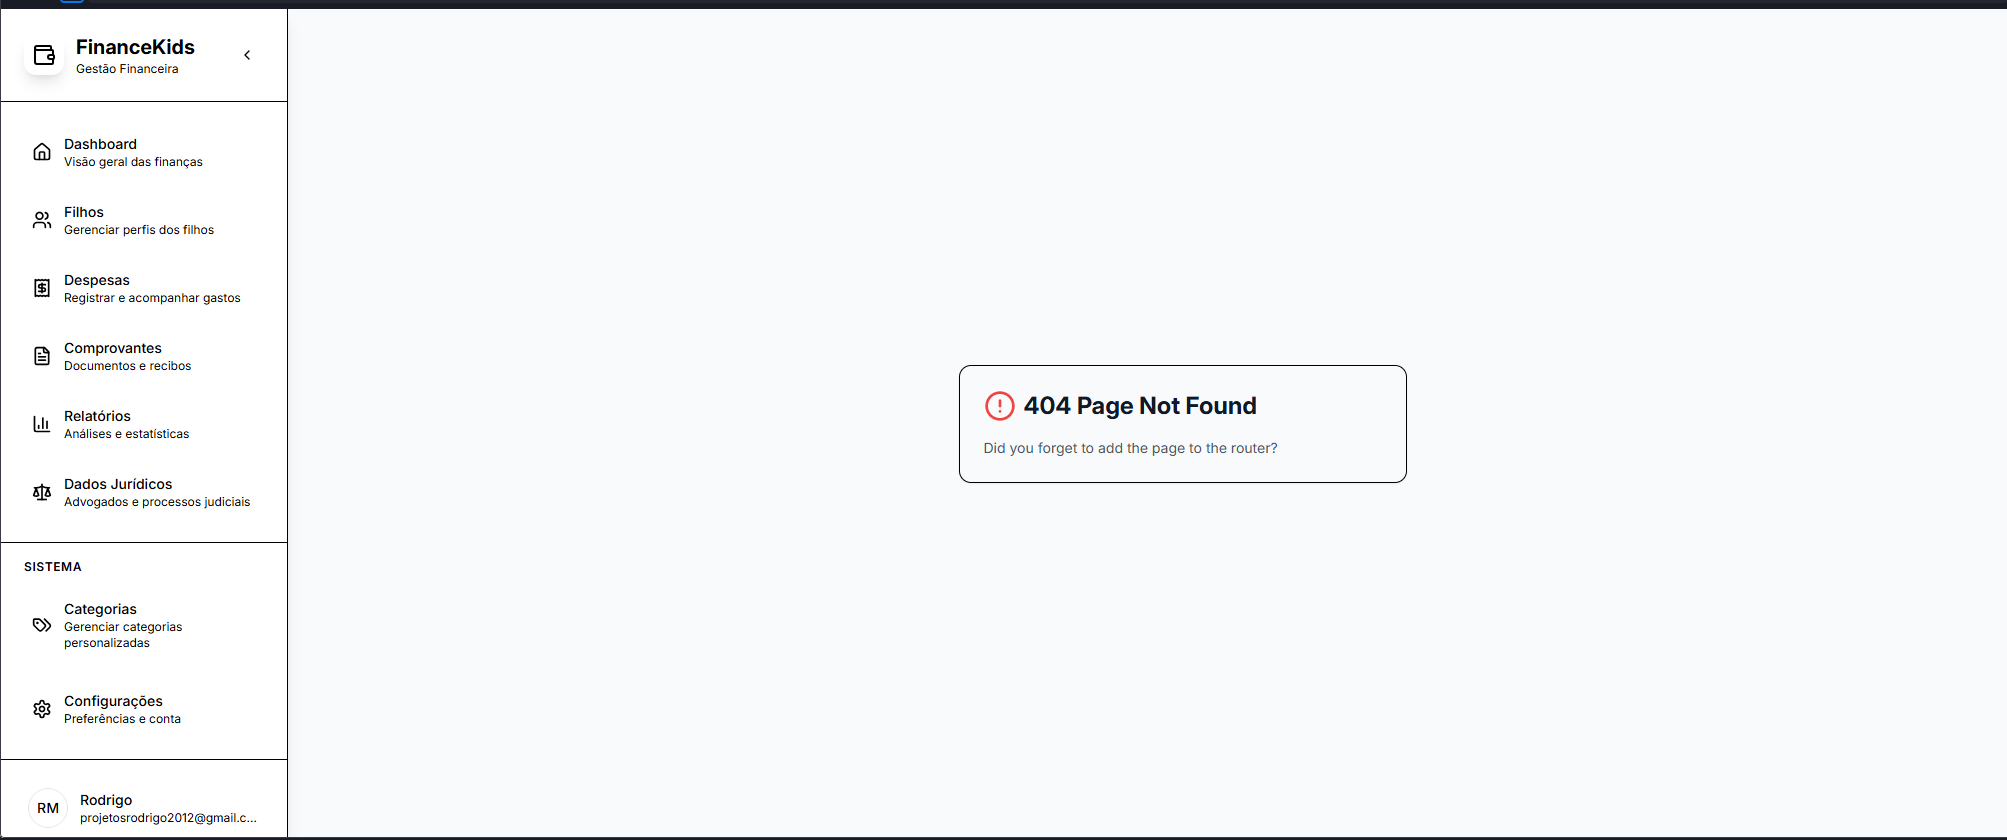 FinanceKids
Gestão Financeira
Dashboard
Visão geral das finanças
Filhos
Gerenciar perfis dos filhos
Despesas
Registrar e acompanhar gastos
Comprovantes
Documentos e recibos
Relatórios
Análises e estatísticas
Dados Jurídicos
Advogados e processos judiciais
SISTEMA
Categorias
Gerenciar categorias
personalizadas
Configurações
Preferências e conta
RM
Rodrigo
projetosrodrigo2012@gmail.c...
404 Page Not Found
Did you forget to add the page to the router?